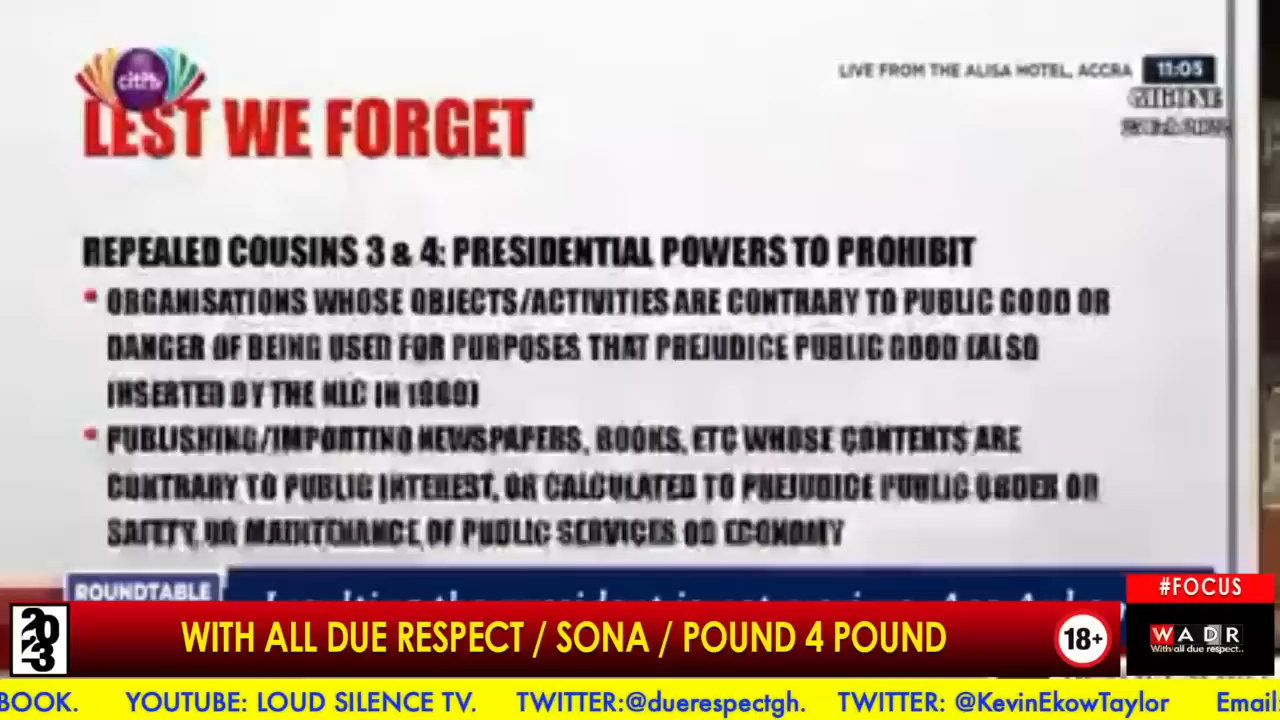 citi tv
LIVE FROM THE ALISA HOTEL, ACCRA 11:05
LEST WE FORGET
REPEALED COUSINS 3 & 4: PRESIDENTIAL POWERS TO PROHIBIT
• ORGANISATIONS WHOSE OBJECTS/ACTIVITIES ARE CONTRARY TO PUBLIC GOOD OR
DANGER OF BEING USED FOR PURPOSES THAT PREJUDICE PUBLIC GOOD (ALSO
INSERTED BY THE NLC IN
• PUBLISHING/IMPORTING NEWSPAPERS, BOOKS, ETC WHOSE CONTENTS ARE
CONTRARY TO PUBLIC INTEREST, OR CALCULATED TO PREJUDICE PUBLIC ORDER OR
SAFETY, OR MAINTENANCE OF PUBLIC SERVICES OR ECONOMY
ROUNDTABLE
#FOCUS
2023
WITH ALL DUE RESPECT / SONA / POUND 4 POUND
18+
WADR
With all due respect..
BOOK. YOUTUBE: LOUD SILENCE TV. TWITTER:@duerespectgh. TWITTER: @KevinEkowTaylor Email: